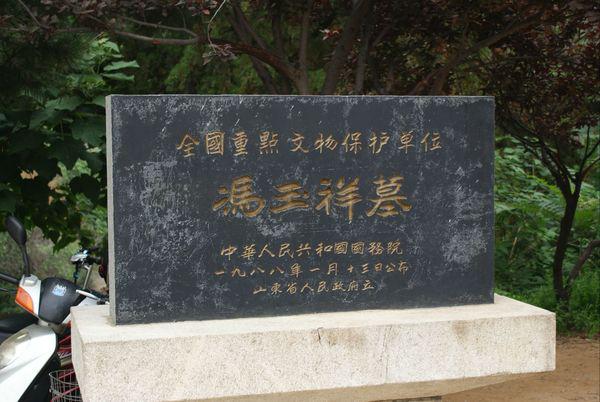 全國重點文物保护单位
馮玉祥墓
中華人民共和國國務院
一九八八年一月十三日公布
山東省人民政府立